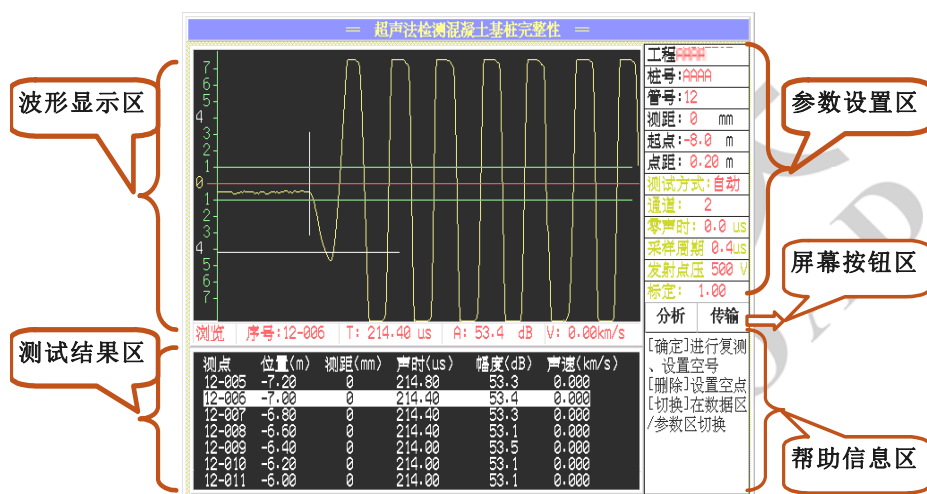 ＝ 超声法检测混凝土基桩完整性 ＝
波形显示区
测试结果区
7
6
5
4
3
2
1
0
1
2
3
4
5
6
7
浏览 序号:12-006 T: 214.40 us A: 53.4 dB V: 0.00km/s
测点 位置(m) 测距(mm) 声时(us) 幅度(dB) 声速(km/s)
12-005 -7.20 0 214.80 53.3 0.000
12-006 -7.00 0 214.40 53.4 0.000
12-007 -6.80 0 214.40 53.3 0.000
12-008 -6.60 0 214.40 53.1 0.000
12-009 -6.40 0 214.00 53.5 0.000
12-010 -6.20 0 214.40 53.1 0.000
12-011 -6.00 0 214.00 53.1 0.000
工程
桩号:AAAA
管号:12
测距: 0 mm
起点:-8.0 m
点距: 0.20 m
测试方式:自动
通道: 2
零声时: 0.0 us
采样周期 0.4us
发射点压 500 V
标定: 1.00
分析 传输
[确定]进行复测
、设置空号
[删除]设置空点
[切换]在数据区
/参数区切换
参数设置区
屏幕按钮区
帮助信息区